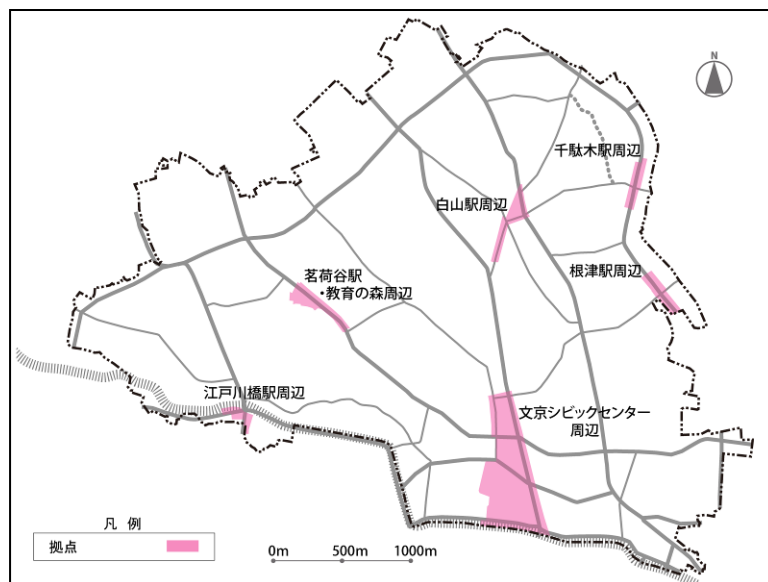 N
千駄木駅周辺
白山駅周辺
根津駅周辺
茗荷谷駅
・教育の森周辺
江戸川橋駅周辺
文京シビックセンター
周辺
凡 例
拠点
0m 500m 1000m